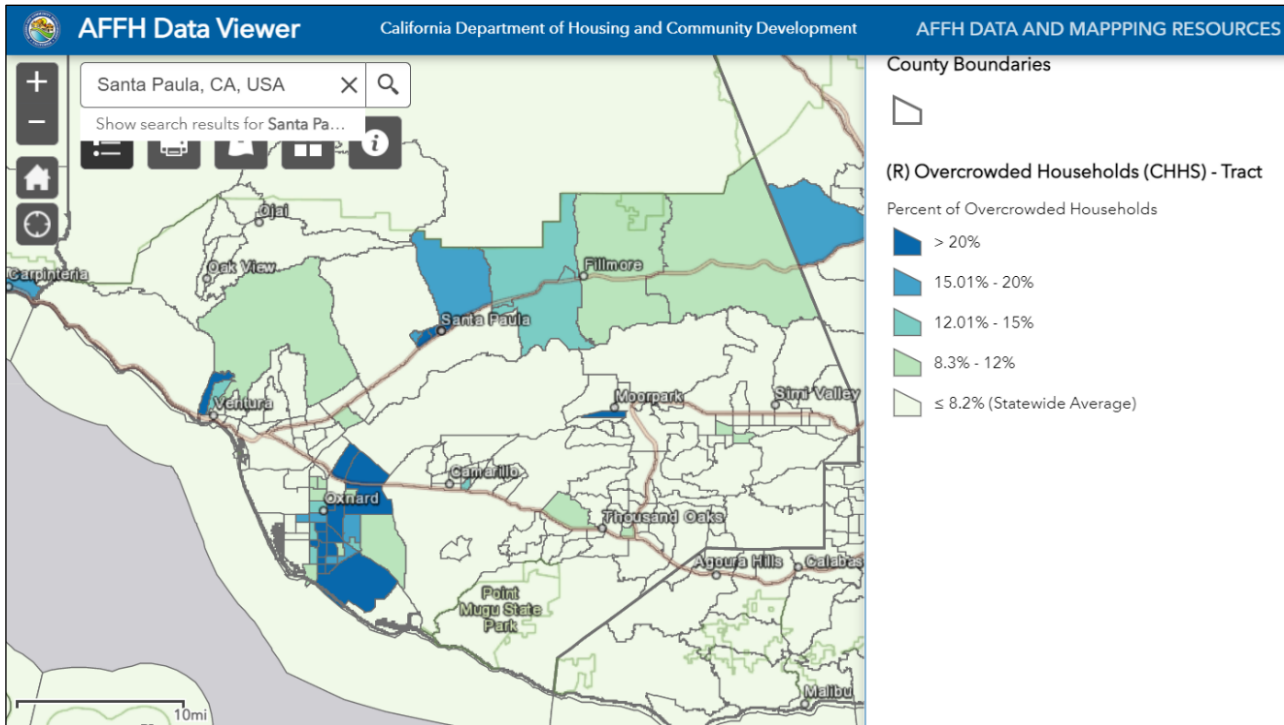 AFFH Data Viewer
California Department of Housing and Community Development
AFFH DATA AND MAPPPING RESOURCES
+
−
Santa Paula, CA, USA
Show search results for Santa Pa...
County Boundaries
(R) Overcrowded Households (CHHS) - Tract
Percent of Overcrowded Households
> 20%
15.01% - 20%
12.01% - 15%
8.3% - 12%
≤ 8.2% (Statewide Average)
Ojai
Oak View
Carpinteria
Fillmore
Santa Paula
Ventura
Moorpark
Simi Valley
Camarillo
Oxnard
Thousand Oaks
Agoura Hills
Calabas
Point
Mugu State
Park
Malibu
10mi